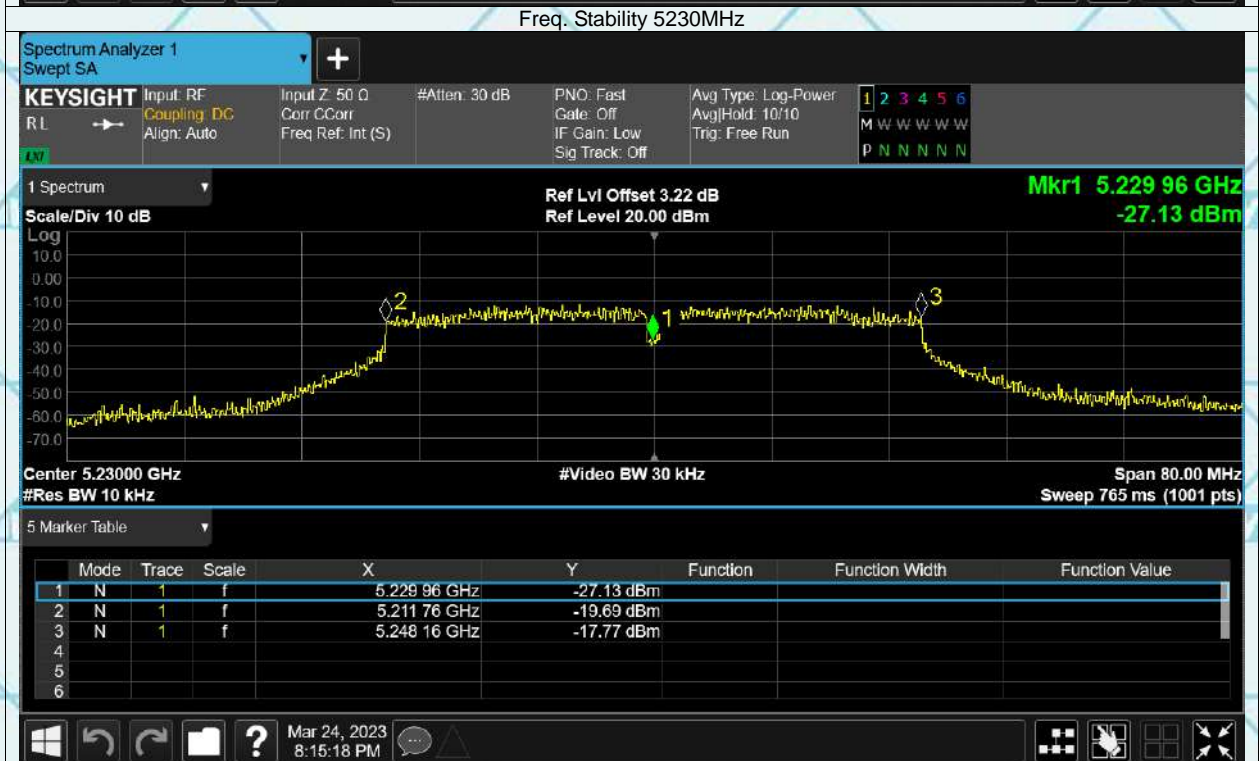 Freq. Stability 5230MHz
Spectrum Analyzer 1
Swept SA
+
KEYSIGHT Input: RF Input Z: 50 Ω #Atten: 30 dB PNO: Fast Avg Type: Log-Power 1 2 3 4 5 6
RL Coupling: DC Corr CCorr Gate: Off Avg|Hold: 10/10 M W W W W W
Align: Auto Freq Ref: Int (S) IF Gain: Low Trig: Free Run
LXI Sig Track: Off P N N N N N
1 Spectrum Ref Lvl Offset 3.22 dB Mkr1 5.229 96 GHz
Scale/Div 10 dB Ref Level 20.00 dBm -27.13 dBm
Log
10.0
0.00
-10.0
-20.0
-30.0
-40.0
-50.0
-60.0
-70.0
2
1
3
Center 5.23000 GHz #Video BW 30 kHz Span 80.00 MHz
#Res BW 10 kHz Sweep 765 ms (1001 pts)
5 Marker Table
Mode Trace Scale X Y Function Function Width Function Value
1 N 1 f 5.229 96 GHz -27.13 dBm
2 N 1 f 5.211 76 GHz -19.69 dBm
3 N 1 f 5.248 16 GHz -17.77 dBm
4
5
6
? Mar 24, 2023
8:15:18 PM